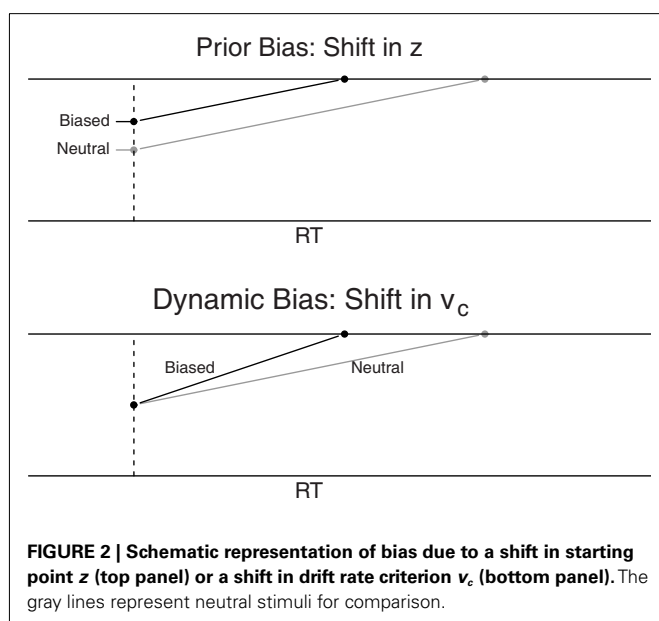 Prior Bias: Shift in z
Biased
Neutral
RT
Dynamic Bias: Shift in v_c
Biased Neutral
RT
FIGURE 2 | Schematic representation of bias due to a shift in starting
point z (top panel) or a shift in drift rate criterion v_c (bottom panel). The
gray lines represent neutral stimuli for comparison.